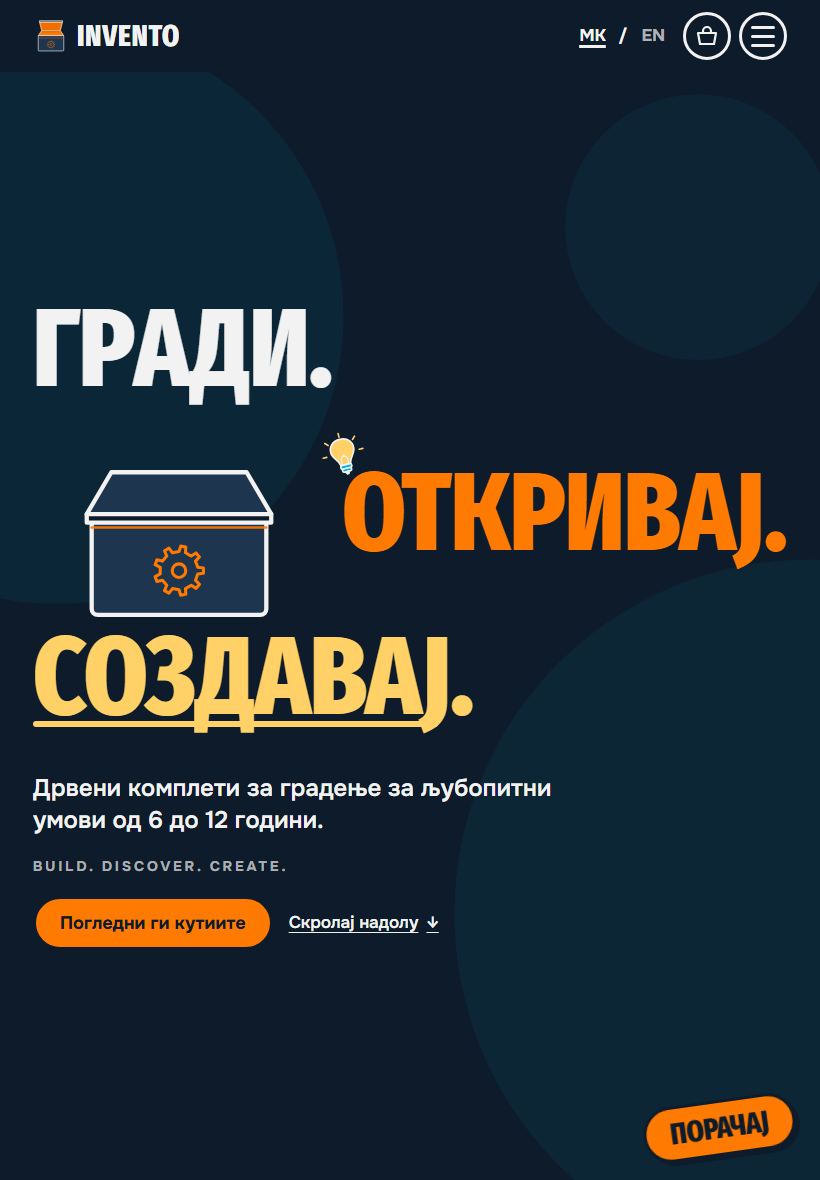 INVENTO
MK / EN
ГРАДИ.
ОТКРИВАЈ.
СОЗДАВАЈ.
Дрвени комплети за градење за љубопитни
умови од 6 до 12 години.
BUILD. DISCOVER. CREATE.
Погледни ги кутиите
Скролај надолу ↓
ПОРАЧАЈ